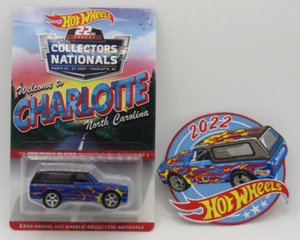 HOT WHEELS
22nd
ANNUAL
COLLECTORS
NATIONALS
Welcome to
CHARLOTTE
North Carolina
22ND ANNUAL HOT WHEELS COLLECTORS NATIONALS
2022
HOT WHEELS